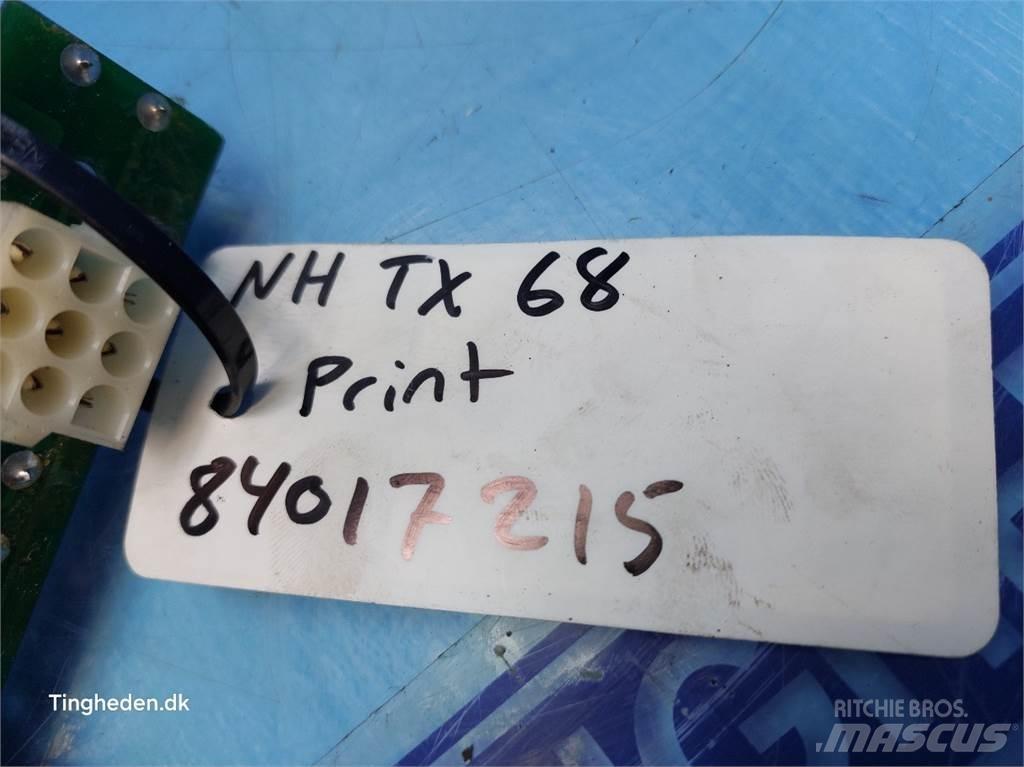 NH TX 68
Print
84017215
Tingheden.dk
RITCHIE BROS.
MASCUS